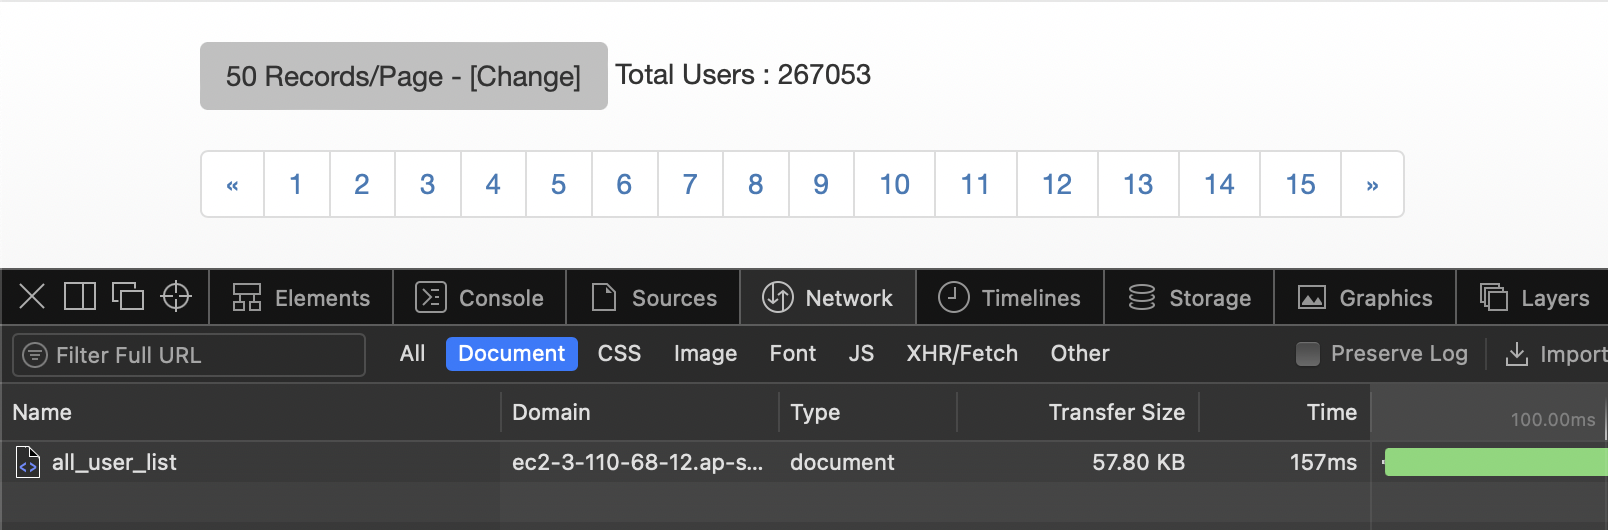 50 Records/Page - [Change] Total Users : 267053
« 1 2 3 4 5 6 7 8 9 10 11 12 13 14 15 »
Elements Console Sources Network Timelines Storage Graphics Layers
Filter Full URL All Document CSS Image Font JS XHR/Fetch Other Preserve Log Import
Name Domain Type Transfer Size Time 100.00ms
all_user_list ec2-3-110-68-12.ap-s... document 57.80 KB 157ms